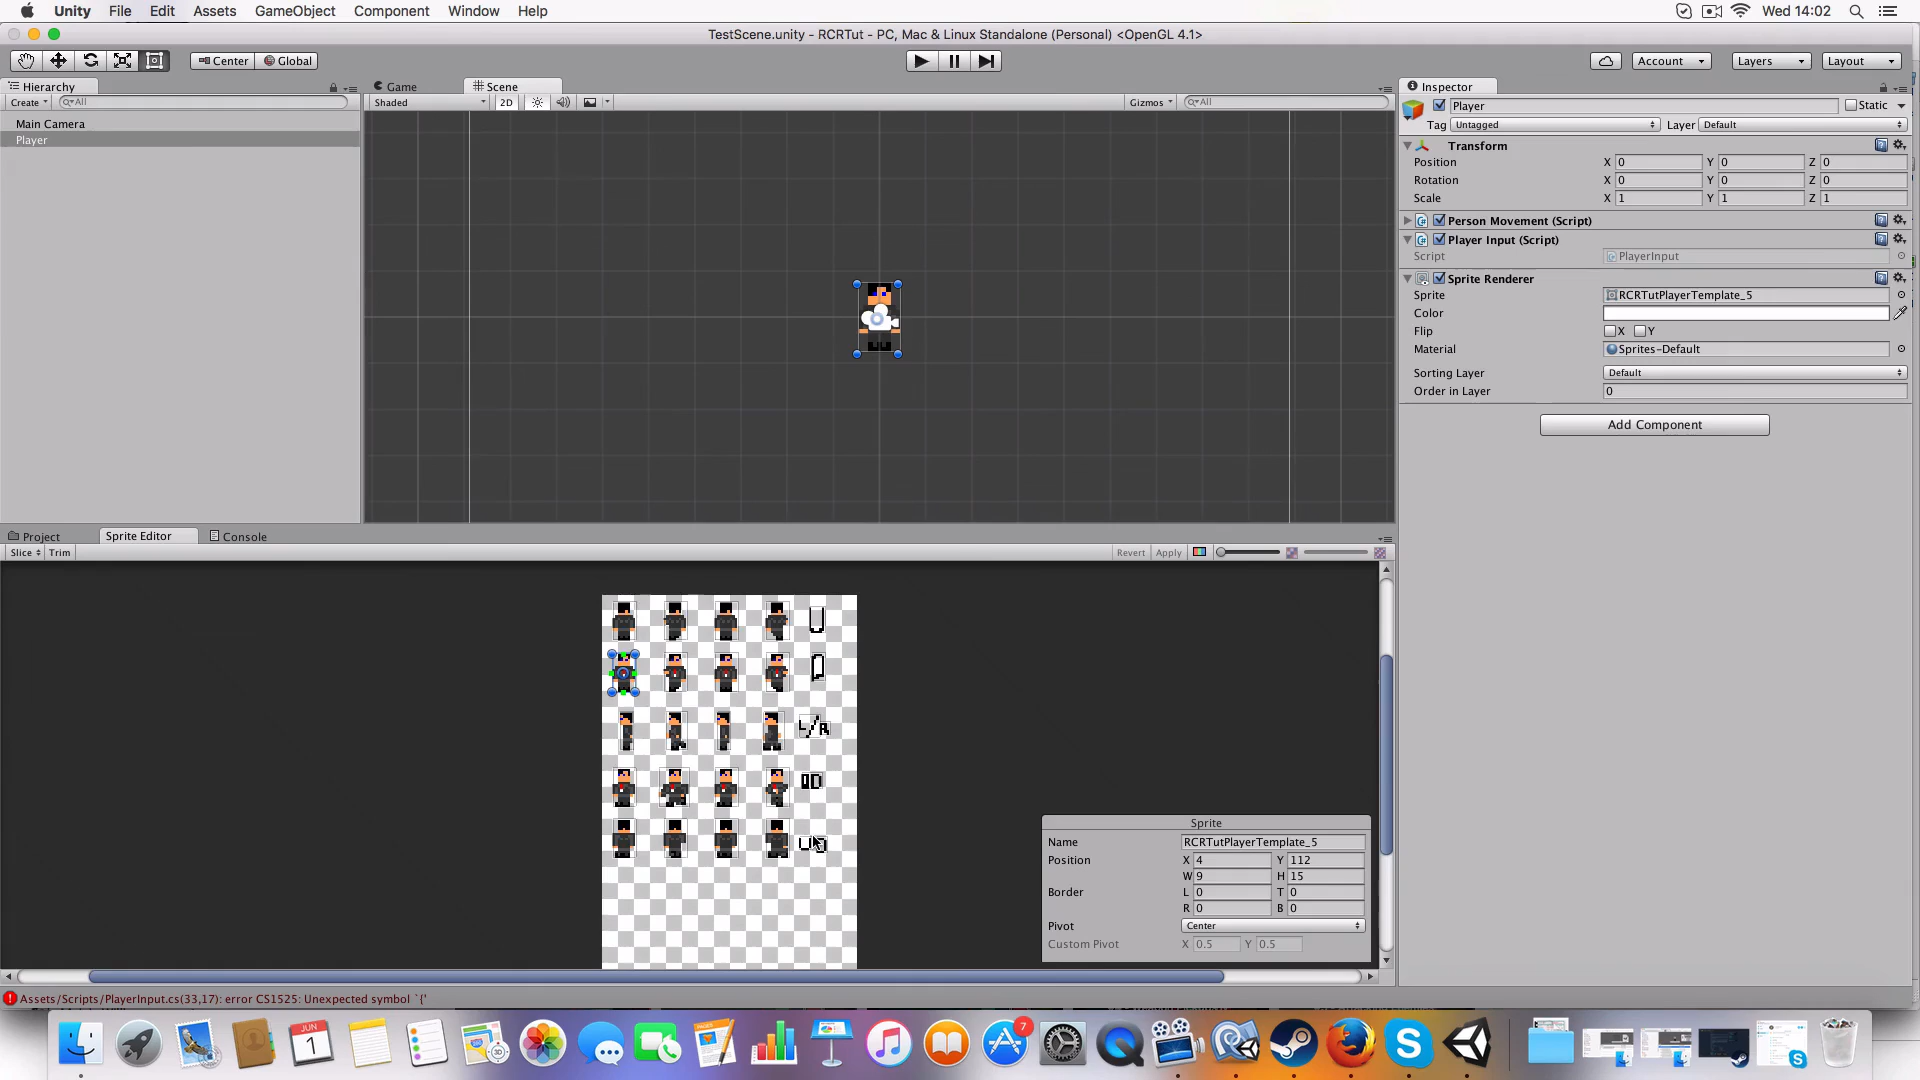 Unity File Edit Assets GameObject Component Window Help Wed 14:02
TestScene.unity - RCRTut - PC, Mac & Linux Standalone (Personal) <OpenGL 4.1>
Center Global Account Layers Layout
Hierarchy
Create All
Main Camera
Player
Game Scene
Shaded 2D Gizmos All
Inspector
Player Static
Tag Untagged Layer Default
Transform
Position X 0 Y 0 Z 0
Rotation X 0 Y 0 Z 0
Scale X 1 Y 1 Z 1
Person Movement (Script)
Player Input (Script)
Script PlayerInput
Sprite Renderer
Sprite RCRTutPlayerTemplate_5
Color
Flip X Y
Material Sprites-Default
Sorting Layer Default
Order in Layer 0
Add Component
Project Sprite Editor Console
Slice Trim Revert Apply
U
D
L/R
Sprite
Name RCRTutPlayerTemplate_5
Position X 4 Y 112
W 9 H 15
Border L 0 T 0
R 0 B 0
Pivot Center
Custom Pivot X 0.5 Y 0.5
Assets/Scripts/PlayerInput.cs(33,17): error CS1525: Unexpected symbol `{'
JUN
1
7